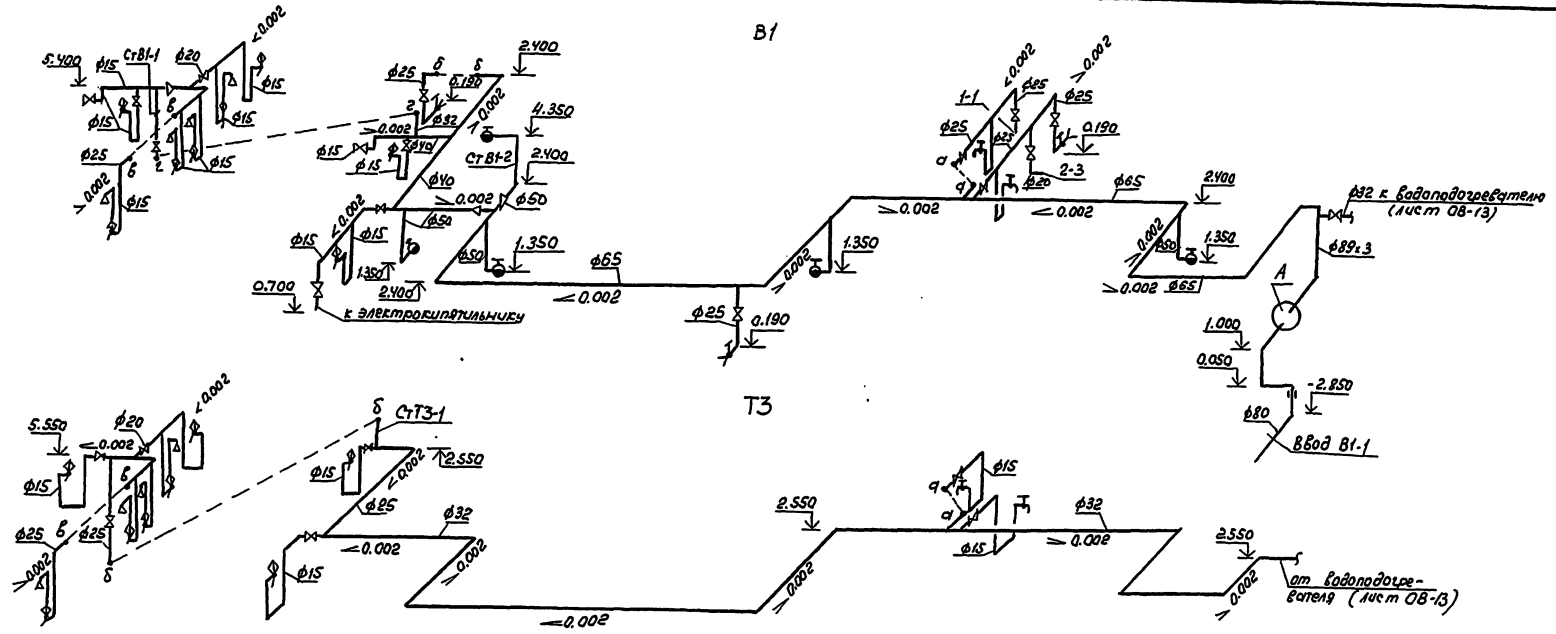 В1
5.400
ф15
СтВ1-1
ф20
< 0.002
ф15
ф15
ф15
в
ф25
в
г
ф15
> 0.002
ф15
ф25
б
б
2.400
0.190
г
ф32
> 0.002
> 0.002
4.350
ф15
ф40
ф15
СтВ1-2
2.400
ф40
> 0.002
ф50
< 0.002
ф15
ф15
ф50
ф50
1.350
1.350
2.400
0.700
к электрокипятильнику
ф65
< 0.002
ф25
0.190
> 0.002
1.350
< 0.002
> 0.002
1-1
ф25
ф25
ф25
ф25
0.190
а
а
ф20
2-3
ф65
> 0.002
< 0.002
2.400
ф32 к водоподогревателю
(лист ОВ-13)
> 0.002
ф50
1.350
ф89х3
> 0.002
ф65
А
1.000
0.050
-2.850
ф80
Ввод В1-1
Т3
5.550
ф20
< 0.002
< 0.002
ф15
в
ф25
в
ф25
б
> 0.002
б
СтТ3-1
2.550
ф15
< 0.002
ф25
ф32
< 0.002
> 0.002
ф15
< 0.002
2.550
> 0.002
ф15
а
а
ф15
ф32
> 0.002
2.550
> 0.002
от водоподогре-
вателя (лист ОВ-13)